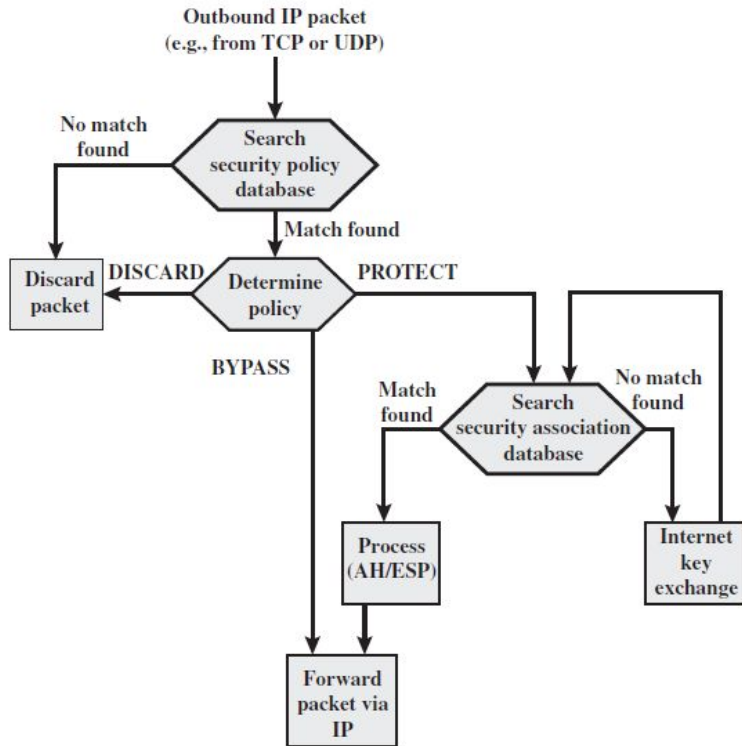 Outbound IP packet
(e.g., from TCP or UDP)
No match
found
Search
security policy
database
Match found
Discard
packet
DISCARD
Determine
policy
PROTECT
BYPASS
Match
found
Search
security association
database
No match
found
Process
(AH/ESP)
Internet
key
exchange
Forward
packet via
IP